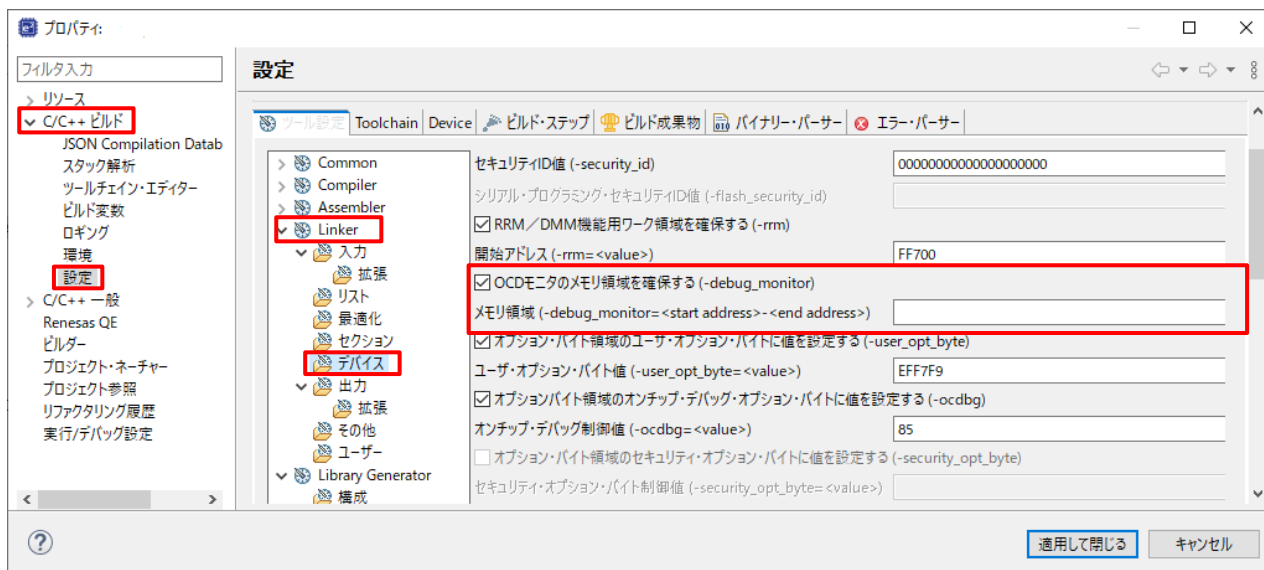 プロパティ:
フィルタ入力
リソース
C/C++ ビルド
JSON Compilation Datab
スタック解析
ツールチェイン・エディター
ビルド変数
ロギング
環境
設定
C/C++ 一般
Renesas QE
ビルダー
プロジェクト・ネーチャー
プロジェクト参照
リファクタリング履歴
実行/デバッグ設定
設定
ツール設定 Toolchain Device ビルド・ステップ ビルド成果物 バイナリー・パーサー エラー・パーサー
Common
Compiler
Assembler
Linker
入力
拡張
リスト
最適化
セクション
デバイス
出力
拡張
その他
ユーザー
Library Generator
構成
セキュリティID値 (-security_id) 00000000000000000000
シリアル・プログラミング・セキュリティID値 (-flash_security_id)
RRM/DMM機能用ワーク領域を確保する (-rrm)
開始アドレス (-rrm=<value>) FF700
OCDモニタのメモリ領域を確保する (-debug_monitor)
メモリ領域 (-debug_monitor=<start address>-<end address>)
オプション・バイト領域のユーザ・オプション・バイトに値を設定する (-user_opt_byte)
ユーザ・オプション・バイト値 (-user_opt_byte=<value>) EFF7F9
オプションバイト領域のオンチップ・デバッグ・オプション・バイトに値を設定する (-ocdbg)
オンチップ・デバッグ制御値 (-ocdbg=<value>) 85
オプション・バイト領域のセキュリティ・オプション・バイトに値を設定する (-security_opt_byte)
セキュリティ・オプション・バイト制御値 (-security_opt_byte=<value>)
適用して閉じる キャンセル